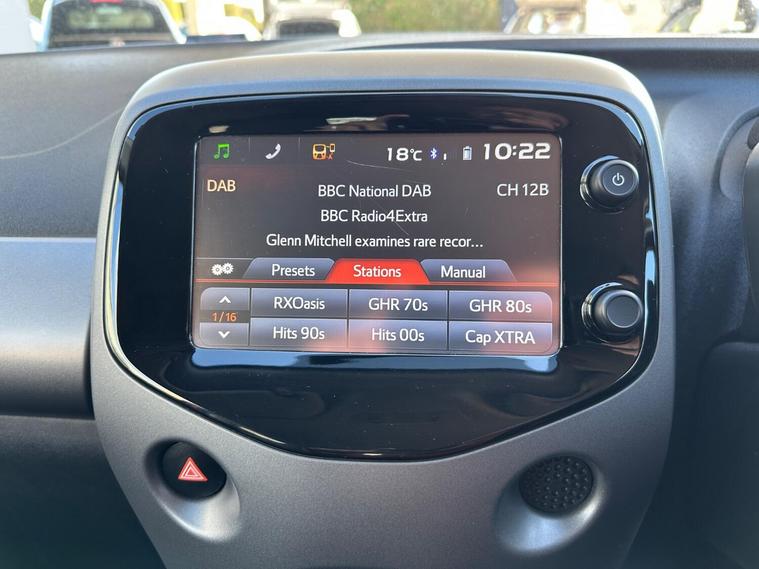 18°C 10:22
DAB BBC National DAB CH 12B
BBC Radio4Extra
Glenn Mitchell examines rare recor...
Presets Stations Manual
RXOasis GHR 70s GHR 80s
1/16
Hits 90s Hits 00s Cap XTRA